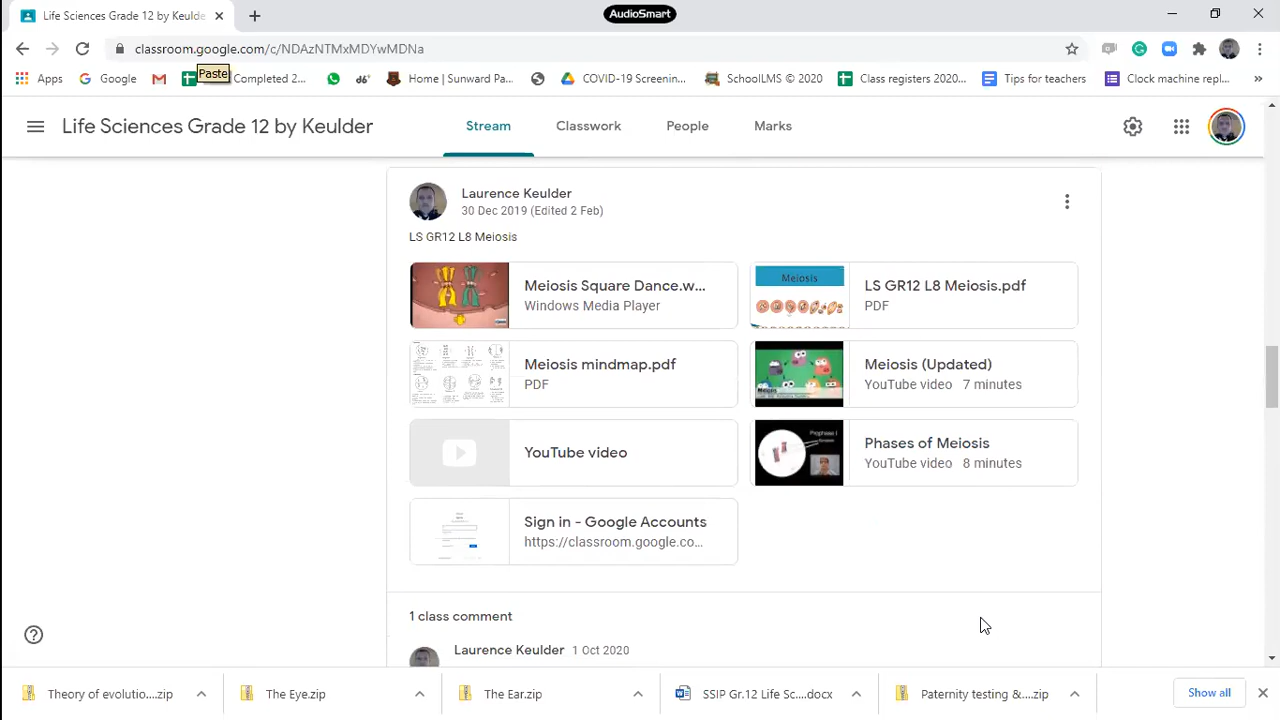 AudioSmart
Life Sciences Grade 12 by Keulde
classroom.google.com/c/NDAzNTMxMDYwMDNa
Paste
Apps
Google
Completed 2...
Home | Sunward Pa...
COVID-19 Screenin...
SchoolLMS © 2020
Class registers 2020...
Tips for teachers
Clock machine repl...
Life Sciences Grade 12 by Keulder
Stream
Classwork
People
Marks
Laurence Keulder
30 Dec 2019 (Edited 2 Feb)
LS GR12 L8 Meiosis
Meiosis Square Dance.w...
Windows Media Player
Meiosis
LS GR12 L8 Meiosis.pdf
PDF
Meiosis mindmap.pdf
PDF
Meiosis (Updated)
YouTube video 7 minutes
YouTube video
Prophase I
Phases of Meiosis
YouTube video 8 minutes
Sign in - Google Accounts
https://classroom.google.co...
1 class comment
Laurence Keulder 1 Oct 2020
Theory of evolutio....zip
The Eye.zip
The Ear.zip
SSIP Gr.12 Life Sc....docx
Paternity testing &....zip
Show all